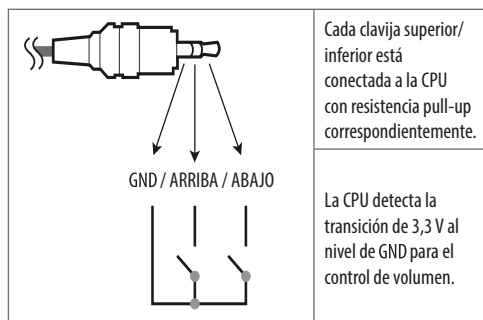 Cada clavija superior/
inferior está
conectada a la CPU
con resistencia pull-up
correspondientemente.
GND / ARRIBA / ABAJO
La CPU detecta la
transición de 3,3 V al
nivel de GND para el
control de volumen.